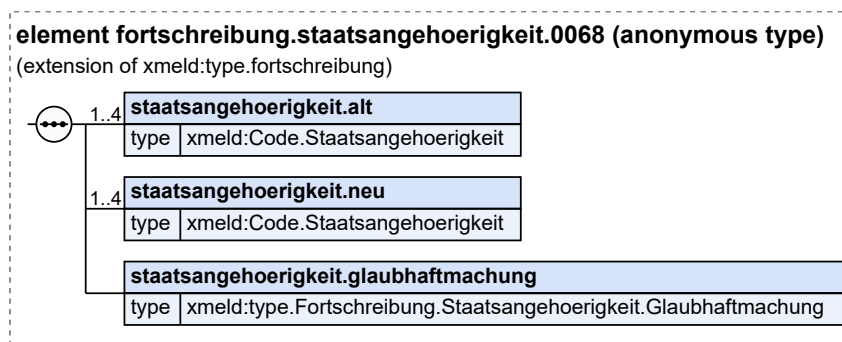 element fortschreibung.staatsangehoerigkeit.0068 (anonymous type)
(extension of xmeld:type.fortschreibung)
1..4 staatsangehoerigkeit.alt
type xmeld:Code.Staatsangehoerigkeit
1..4 staatsangehoerigkeit.neu
type xmeld:Code.Staatsangehoerigkeit
staatsangehoerigkeit.glaubhaftmachung
type xmeld:type.Fortschreibung.Staatsangehoerigkeit.Glaubhaftmachung